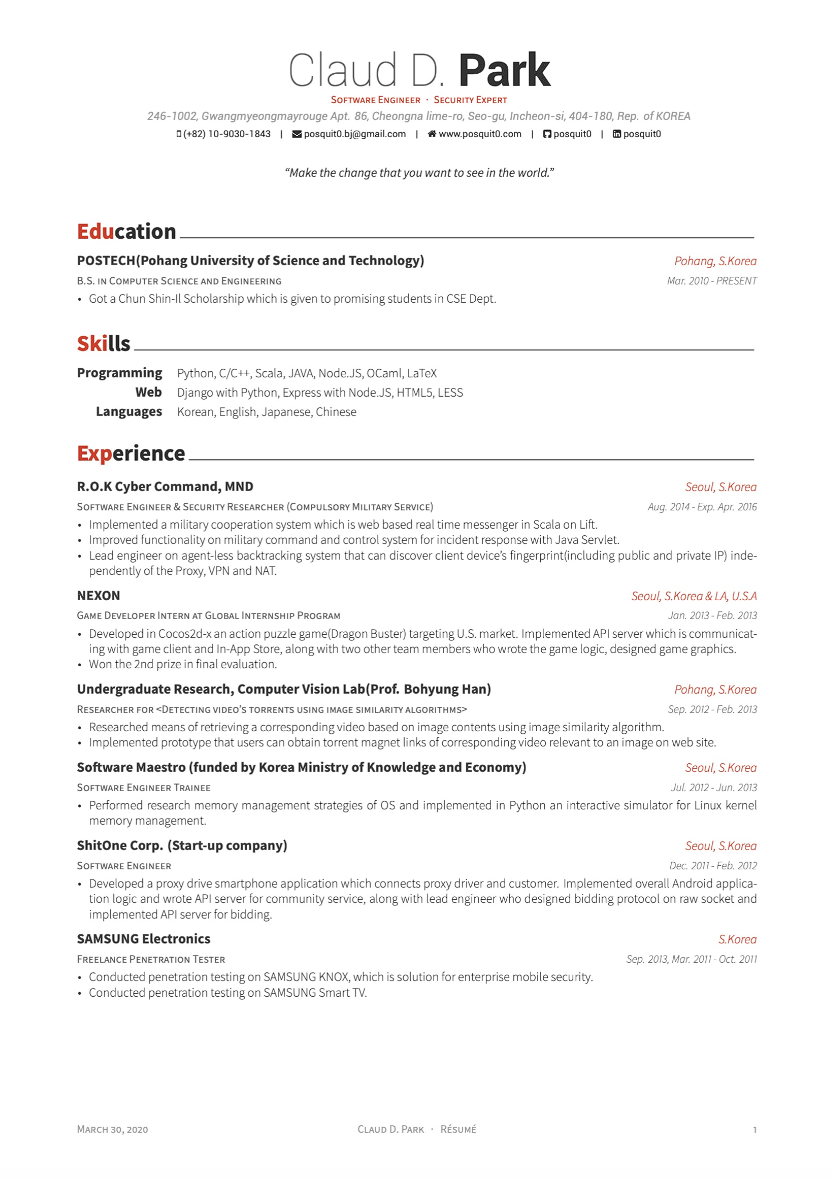 Claud D. Park
Software Engineer · Security Expert
246-1002, Gwangmyeongmayrouge Apt. 86, Cheongna lime-ro, Seo-gu, Incheon-si, 404-180, Rep. of KOREA
(+82) 10-9030-1843 | posquit0.bj@gmail.com | www.posquit0.com | posquit0 | posquit0
“Make the change that you want to see in the world.”
Education
POSTECH(Pohang University of Science and Technology) Pohang, S.Korea
B.S. in Computer Science and Engineering Mar. 2010 - PRESENT
• Got a Chun Shin-Il Scholarship which is given to promising students in CSE Dept.
Skills
Programming Python, C/C++, Scala, JAVA, Node.JS, OCaml, LaTeX
Web Django with Python, Express with Node.JS, HTML5, LESS
Languages Korean, English, Japanese, Chinese
Experience
R.O.K Cyber Command, MND Seoul, S.Korea
Software Engineer & Security Researcher (Compulsory Military Service) Aug. 2014 - Exp. Apr. 2016
• Implemented a military cooperation system which is web based real time messenger in Scala on Lift.
• Improved functionality on military command and control system for incident response with Java Servlet.
• Lead engineer on agent-less backtracking system that can discover client device’s fingerprint(including public and private IP) inde-
pendently of the Proxy, VPN and NAT.
NEXON Seoul, S.Korea & LA, U.S.A
Game Developer Intern at Global Internship Program Jan. 2013 - Feb. 2013
• Developed in Cocos2d-x an action puzzle game(Dragon Buster) targeting U.S. market. Implemented API server which is communicat-
ing with game client and In-App Store, along with two other team members who wrote the game logic, designed game graphics.
• Won the 2nd prize in final evaluation.
Undergraduate Research, Computer Vision Lab(Prof. Bohyung Han) Pohang, S.Korea
Researcher for <Detecting video’s torrents using image similarity algorithms> Sep. 2012 - Feb. 2013
• Researched means of retrieving a corresponding video based on image contents using image similarity algorithm.
• Implemented prototype that users can obtain torrent magnet links of corresponding video relevant to an image on web site.
Software Maestro (funded by Korea Ministry of Knowledge and Economy) Seoul, S.Korea
Software Engineer Trainee Jul. 2012 - Jun. 2013
• Performed research memory management strategies of OS and implemented in Python an interactive simulator for Linux kernel
memory management.
ShitOne Corp. (Start-up company) Seoul, S.Korea
Software Engineer Dec. 2011 - Feb. 2012
• Developed a proxy drive smartphone application which connects proxy driver and customer. Implemented overall Android applica-
tion logic and wrote API server for community service, along with lead engineer who designed bidding protocol on raw socket and
implemented API server for bidding.
SAMSUNG Electronics S.Korea
Freelance Penetration Tester Sep. 2013, Mar. 2011 - Oct. 2011
• Conducted penetration testing on SAMSUNG KNOX, which is solution for enterprise mobile security.
• Conducted penetration testing on SAMSUNG Smart TV.
March 30, 2020 Claud D. Park · Résumé 1